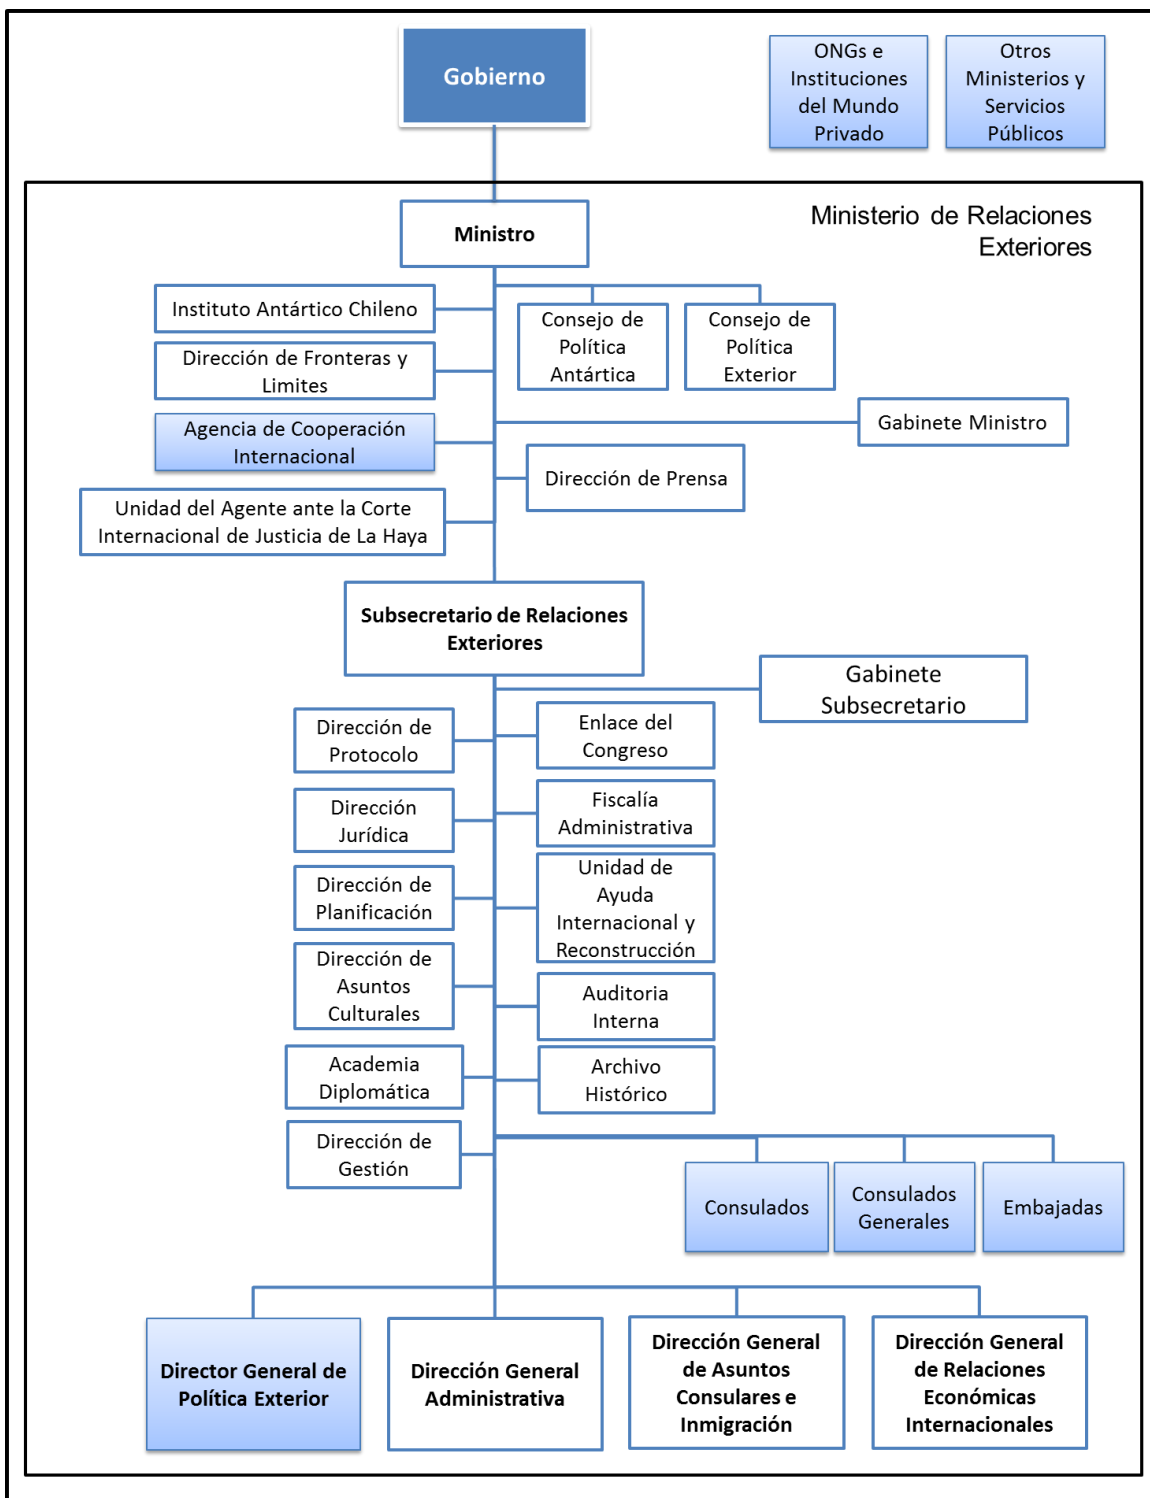 Gobierno
ONGs e
Instituciones
del Mundo
Privado
Otros
Ministerios y
Servicios
Públicos
Ministerio de Relaciones
Exteriores
Ministro
Instituto Antártico Chileno
Consejo de
Política
Antártica
Consejo de
Política
Exterior
Dirección de Fronteras y
Limites
Gabinete Ministro
Agencia de Cooperación
Internacional
Dirección de Prensa
Unidad del Agente ante la Corte
Internacional de Justicia de La Haya
Subsecretario de Relaciones
Exteriores
Gabinete
Subsecretario
Dirección de
Protocolo
Enlace del
Congreso
Dirección
Jurídica
Fiscalía
Administrativa
Dirección de
Planificación
Unidad de
Ayuda
Internacional y
Reconstrucción
Dirección de
Asuntos
Culturales
Auditoria
Interna
Academia
Diplomática
Archivo
Histórico
Dirección de
Gestión
Consulados
Consulados
Generales
Embajadas
Director General de
Política Exterior
Dirección General
Administrativa
Dirección General
de Asuntos
Consulares e
Inmigración
Dirección General
de Relaciones
Económicas
Internacionales